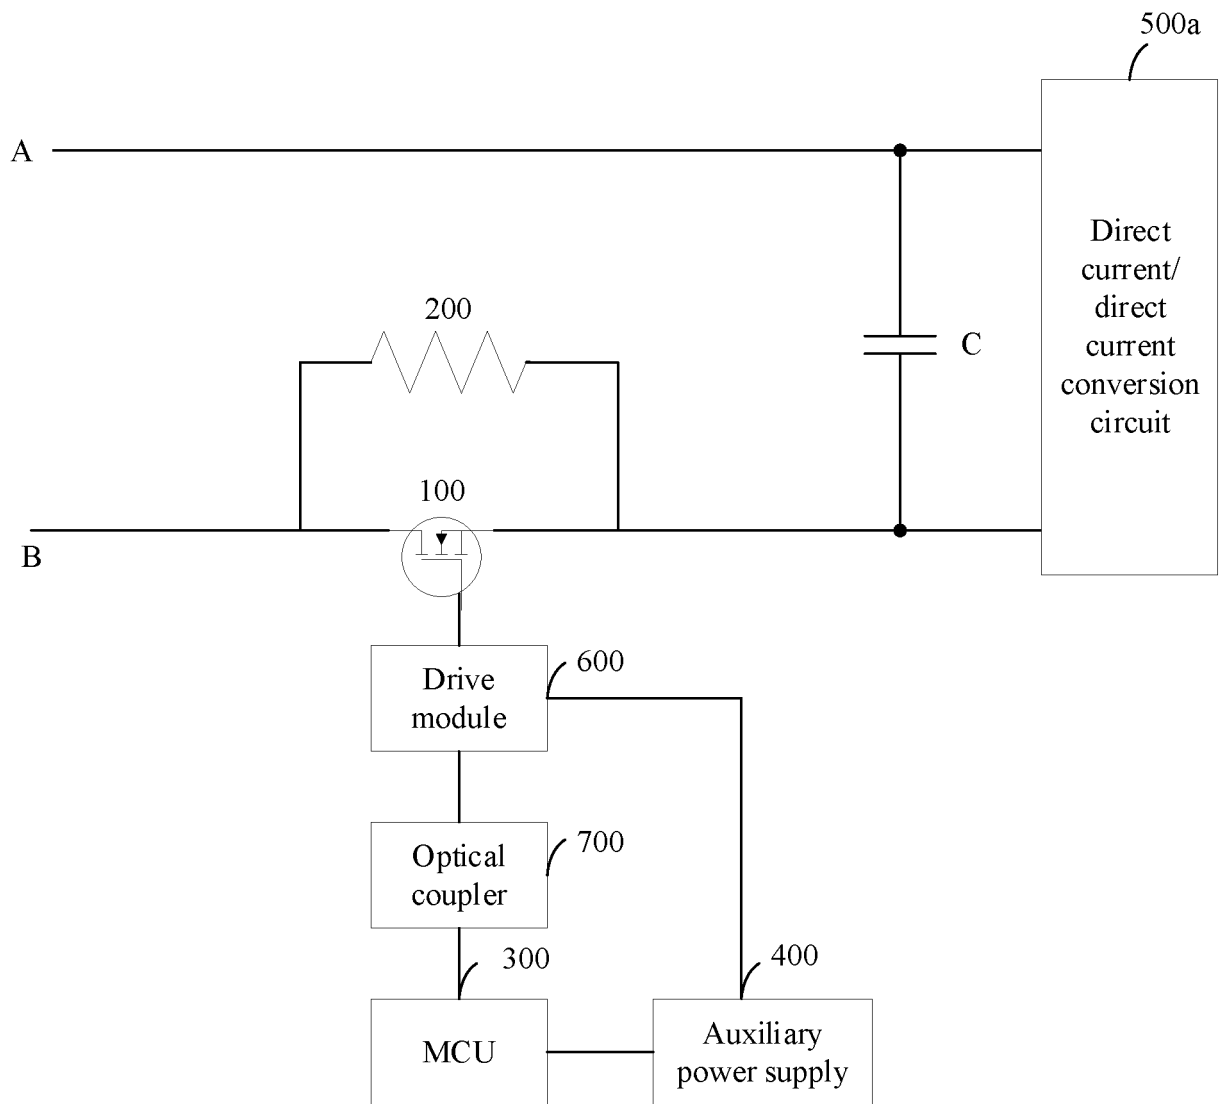 500a
A
Direct
current/
direct
current
conversion
circuit
200
C
100
B
Drive
module
600
Optical
coupler
700
300
400
MCU
Auxiliary
power supply